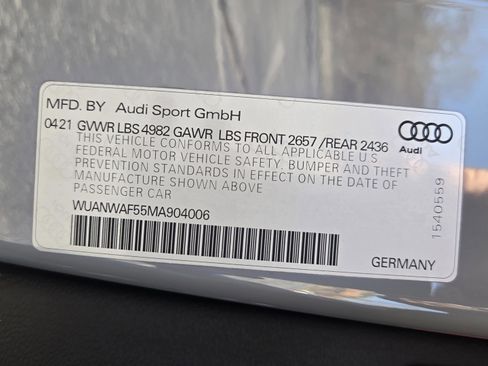 MFD. BY Audi Sport GmbH
0421 GVWR LBS 4982 GAWR LBS FRONT 2657 /REAR 2436
THIS VEHICLE CONFORMS TO ALL APPLICABLE U S
FEDERAL MOTOR VEHICLE SAFETY, BUMPER, AND THEFT
PREVENTION STANDARDS IN EFFECT ON THE DATE OF
MANUFACTURE SHOWN ABOVE
PASSENGER CAR
WUANWAF55MA904006
GERMANY
Audi
1540559